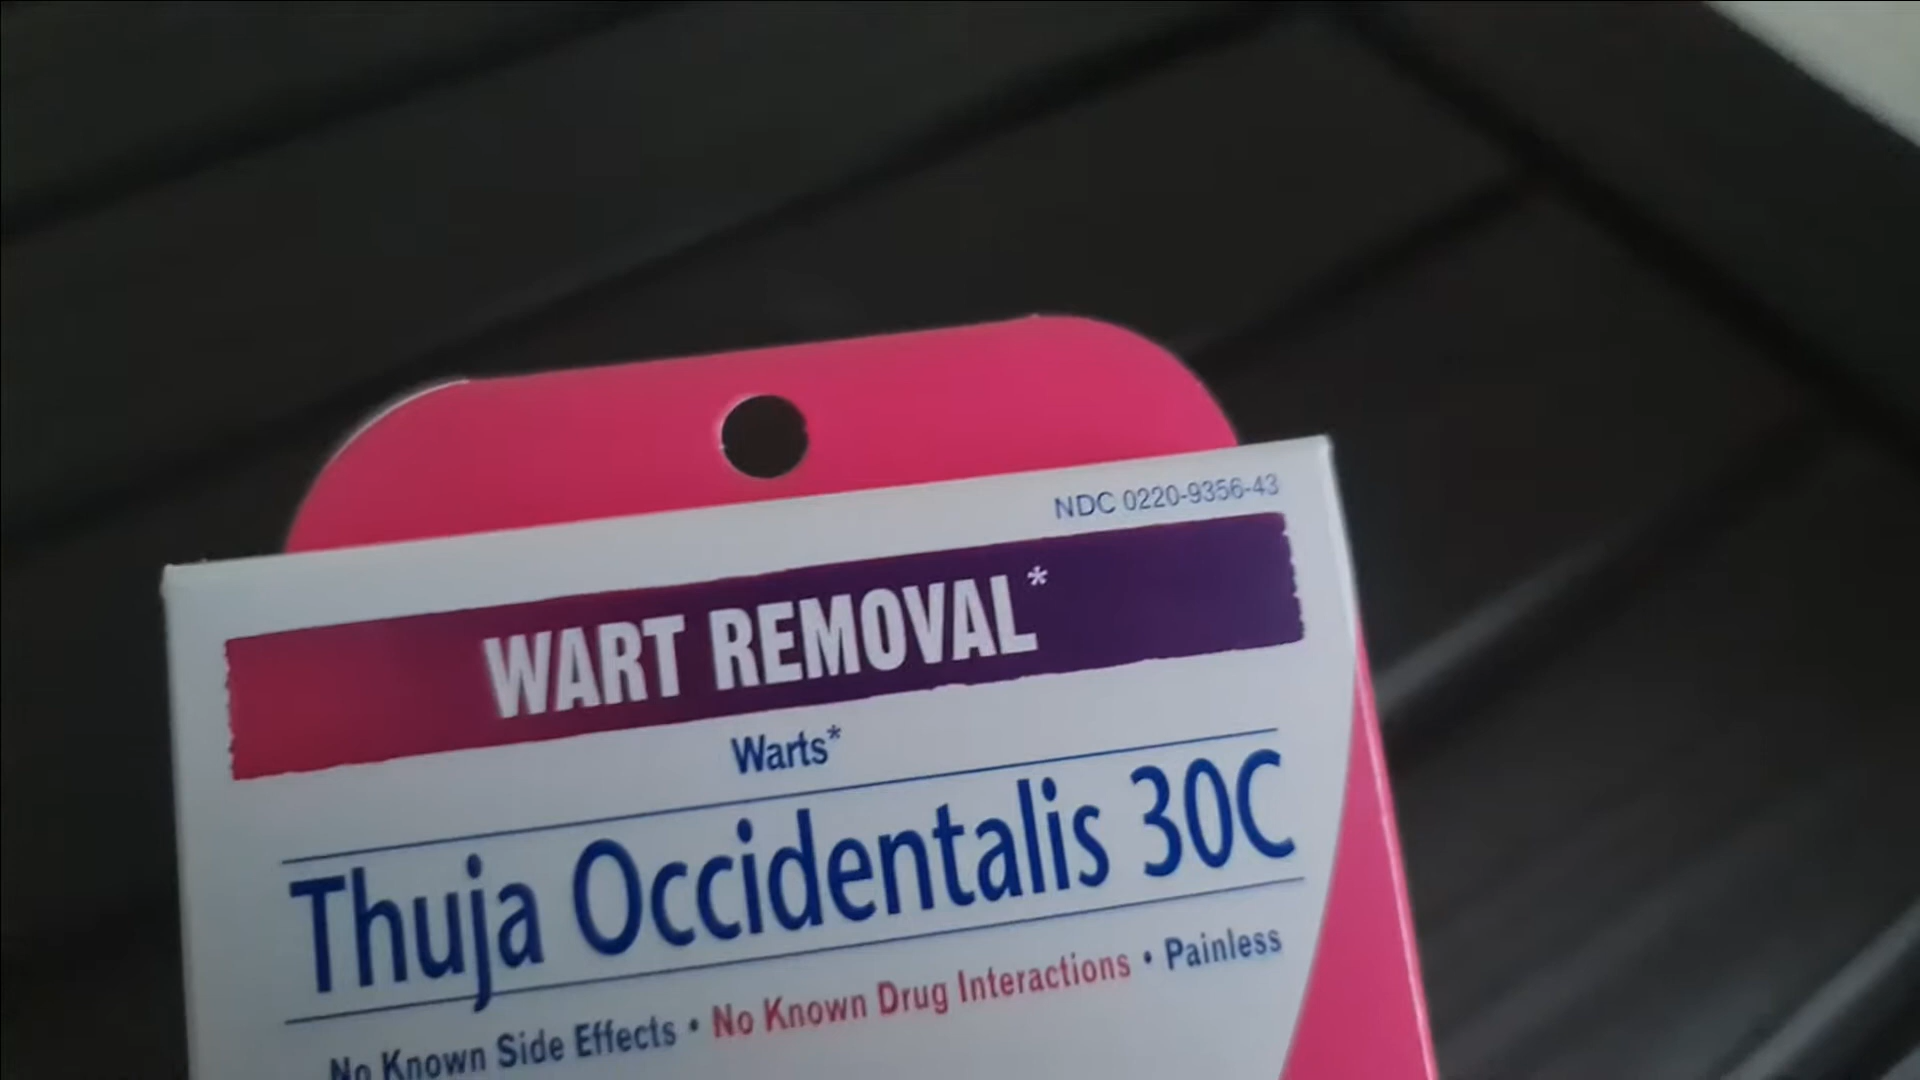 NDC 0220-9356-43
WART REMOVAL*
Warts*
Thuja Occidentalis 30C
No Known Side Effects • No Known Drug Interactions • Painless